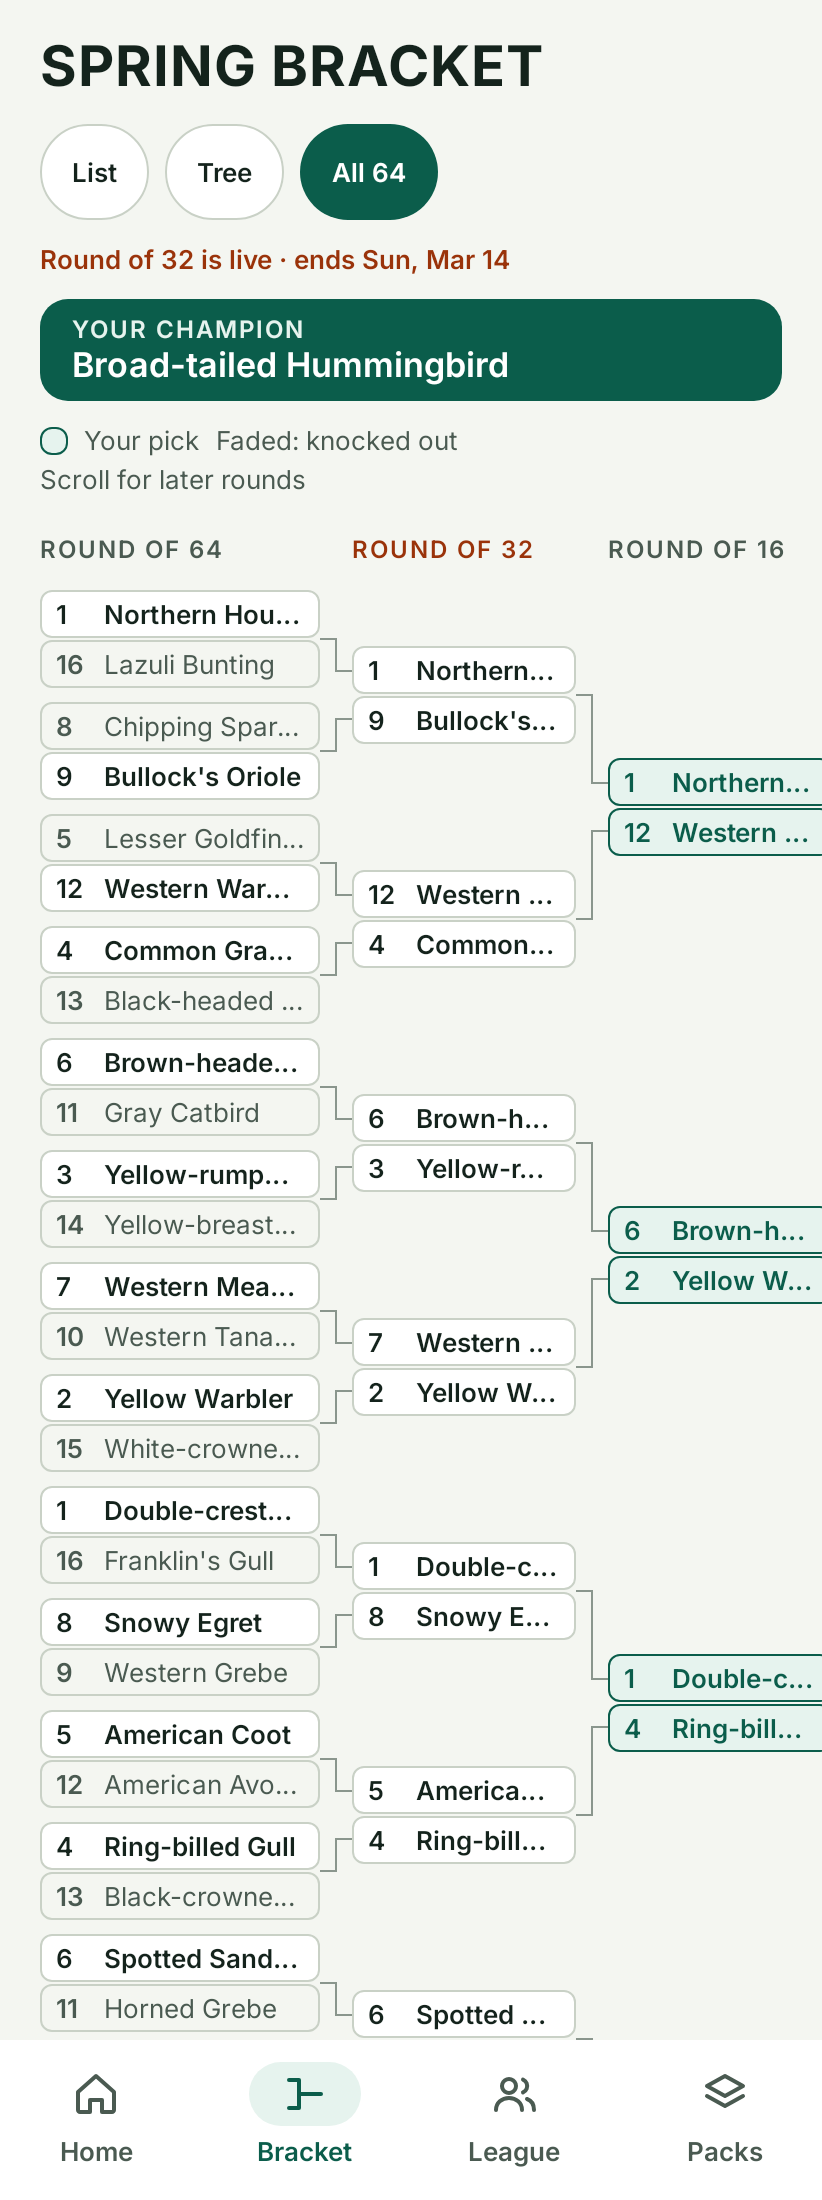 SPRING BRACKET
List Tree All 64
Round of 32 is live · ends Sun, Mar 14
YOUR CHAMPION
Broad-tailed Hummingbird
Your pick Faded: knocked out
Scroll for later rounds
ROUND OF 64 ROUND OF 32 ROUND OF 16
1 Northern Hou...
16 Lazuli Bunting
1 Northern...
8 Chipping Spar...
9 Bullock's...
9 Bullock's Oriole
1 Northern...
5 Lesser Goldfin...
12 Western ...
12 Western War...
12 Western ...
4 Common Gra...
4 Common...
13 Black-headed ...
6 Brown-heade...
11 Gray Catbird
6 Brown-h...
3 Yellow-rump...
3 Yellow-r...
14 Yellow-breast...
6 Brown-h...
7 Western Mea...
2 Yellow W...
10 Western Tana...
7 Western ...
2 Yellow Warbler
2 Yellow W...
15 White-crowne...
1 Double-crest...
16 Franklin's Gull
1 Double-c...
8 Snowy Egret
8 Snowy E...
9 Western Grebe
1 Double-c...
5 American Coot
4 Ring-bill...
12 American Avo...
5 America...
4 Ring-billed Gull
4 Ring-bill...
13 Black-crowne...
6 Spotted Sand...
11 Horned Grebe
6 Spotted ...
Home Bracket League Packs